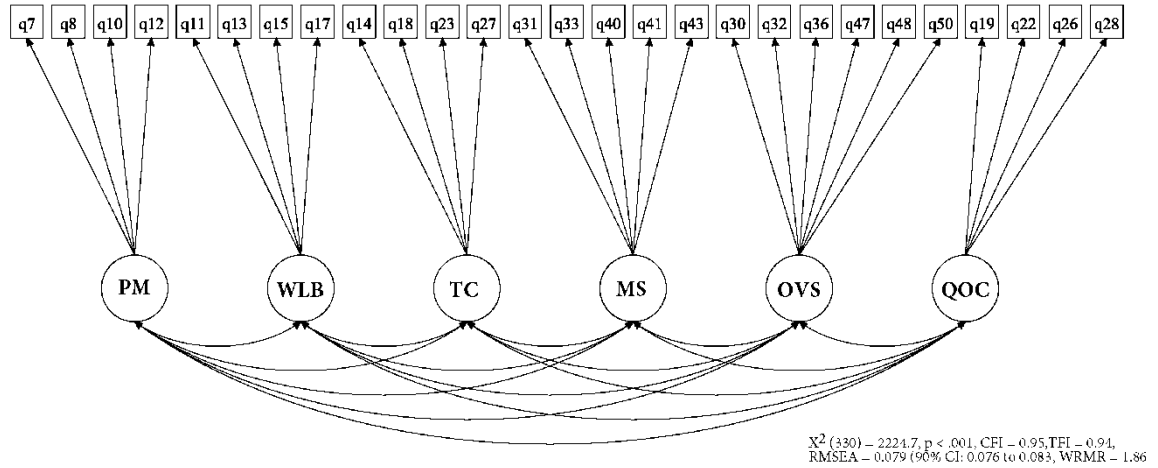 q7 q8 q10 q12 q11 q13 q15 q17 q14 q18 q23 q27 q31 q33 q40 q41 q43 q30 q32 q36 q47 q48 q50 q19 q22 q26 q28
PM WLB TC MS OVS QOC
X2 (330) = 2224.7, p < .001, CFI = 0.95,TFI = 0.94,
RMSEA = 0.079 (90% CI: 0.076 to 0.083, WRMR = 1.86